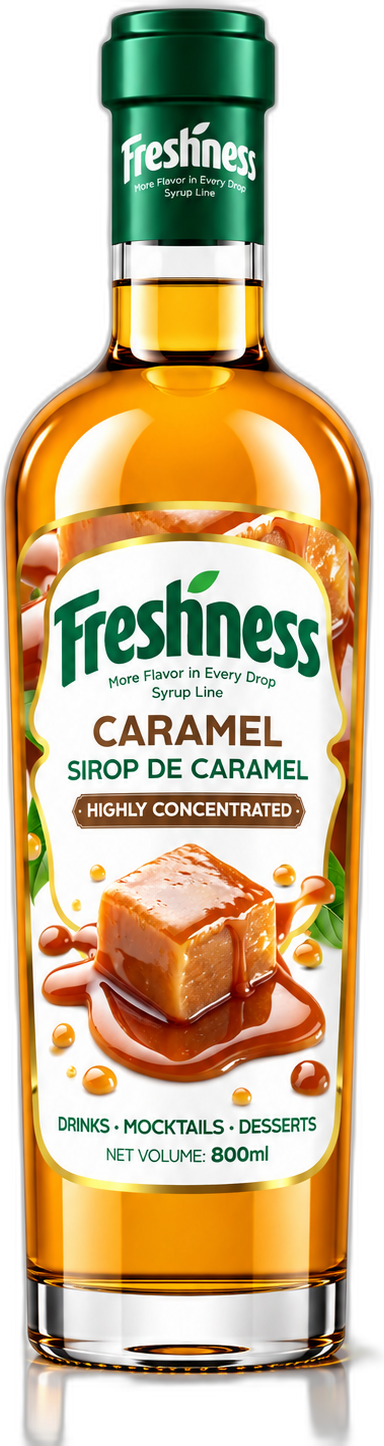 Freshness
More Flavor in Every Drop
Syrup Line
Freshness
More Flavor in Every Drop
Syrup Line
CARAMEL
SIROP DE CARAMEL
· HIGHLY CONCENTRATED ·
DRINKS • MOCKTAILS • DESSERTS
NET VOLUME: 800ml